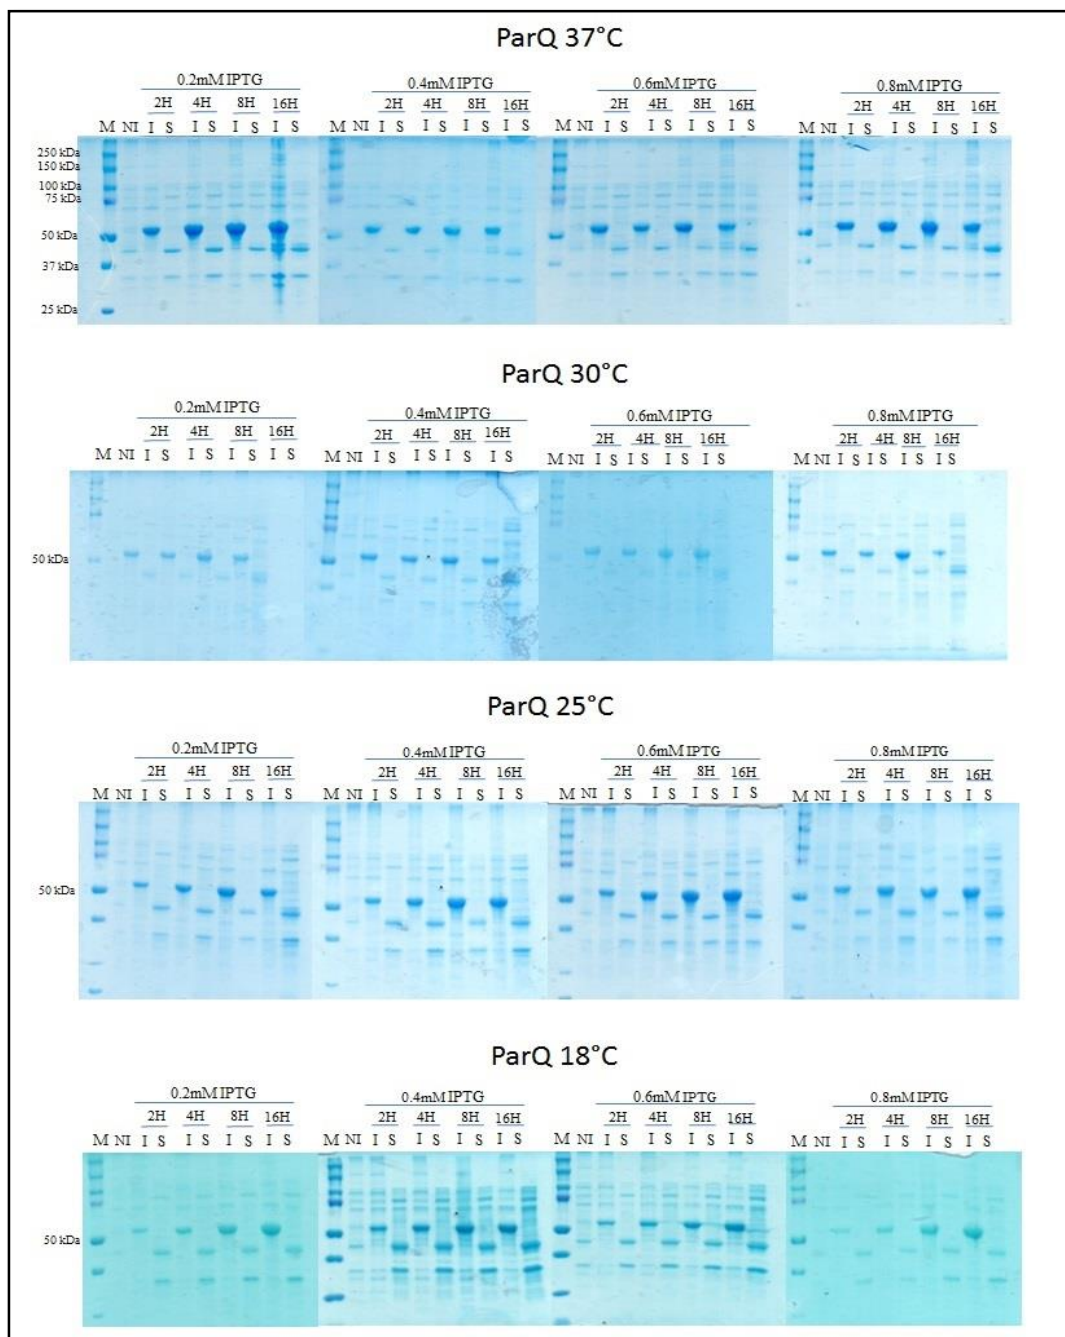 ParQ 37°C
0.2mM IPTG
0.4mM IPTG
0.6mM IPTG
0.8mM IPTG
2H 4H 8H 16H
2H 4H 8H 16H
2H 4H 8H 16H
2H 4H 8H 16H
M NI I S I S I S I S
M NI I S I S I S I S
M NI I S I S I S I S
M NI I S I S I S I S
250 kDa
150 kDa
100 kDa
75 kDa
50 kDa
37 kDa
25 kDa
ParQ 30°C
0.2mM IPTG
0.4mM IPTG
0.6mM IPTG
0.8mM IPTG
2H 4H 8H 16H
2H 4H 8H 16H
2H 4H 8H 16H
2H 4H 8H 16H
M NI I S I S I S I S
M NI I S I S I S I S
M NI I S I S I S I S
M NI I S I S I S I S
50 kDa
ParQ 25°C
0.2mM IPTG
0.4mM IPTG
0.6mM IPTG
0.8mM IPTG
2H 4H 8H 16H
2H 4H 8H 16H
2H 4H 8H 16H
2H 4H 8H 16H
M NI I S I S I S I S
M NI I S I S I S I S
M NI I S I S I S I S
M NI I S I S I S I S
50 kDa
ParQ 18°C
0.2mM IPTG
0.4mM IPTG
0.6mM IPTG
0.8mM IPTG
2H 4H 8H 16H
2H 4H 8H 16H
2H 4H 8H 16H
2H 4H 8H 16H
M NI I S I S I S I S
M NI I S I S I S I S
M NI I S I S I S I S
M NI I S I S I S I S
50 kDa